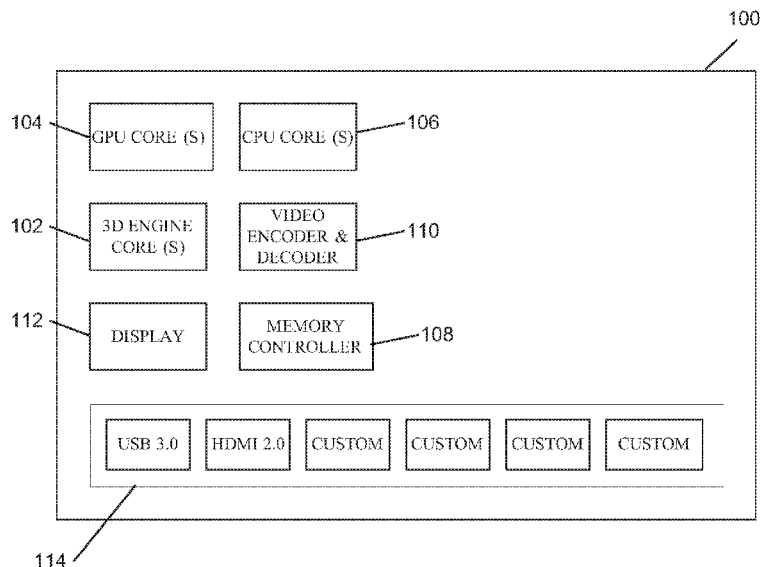 100
104
GPU CORE (S)
CPU CORE (S)
106
102
3D ENGINE
CORE (S)
VIDEO
ENCODER &
DECODER
110
112
DISPLAY
MEMORY
CONTROLLER
108
USB 3.0
HDMI 2.0
CUSTOM
CUSTOM
CUSTOM
CUSTOM
114